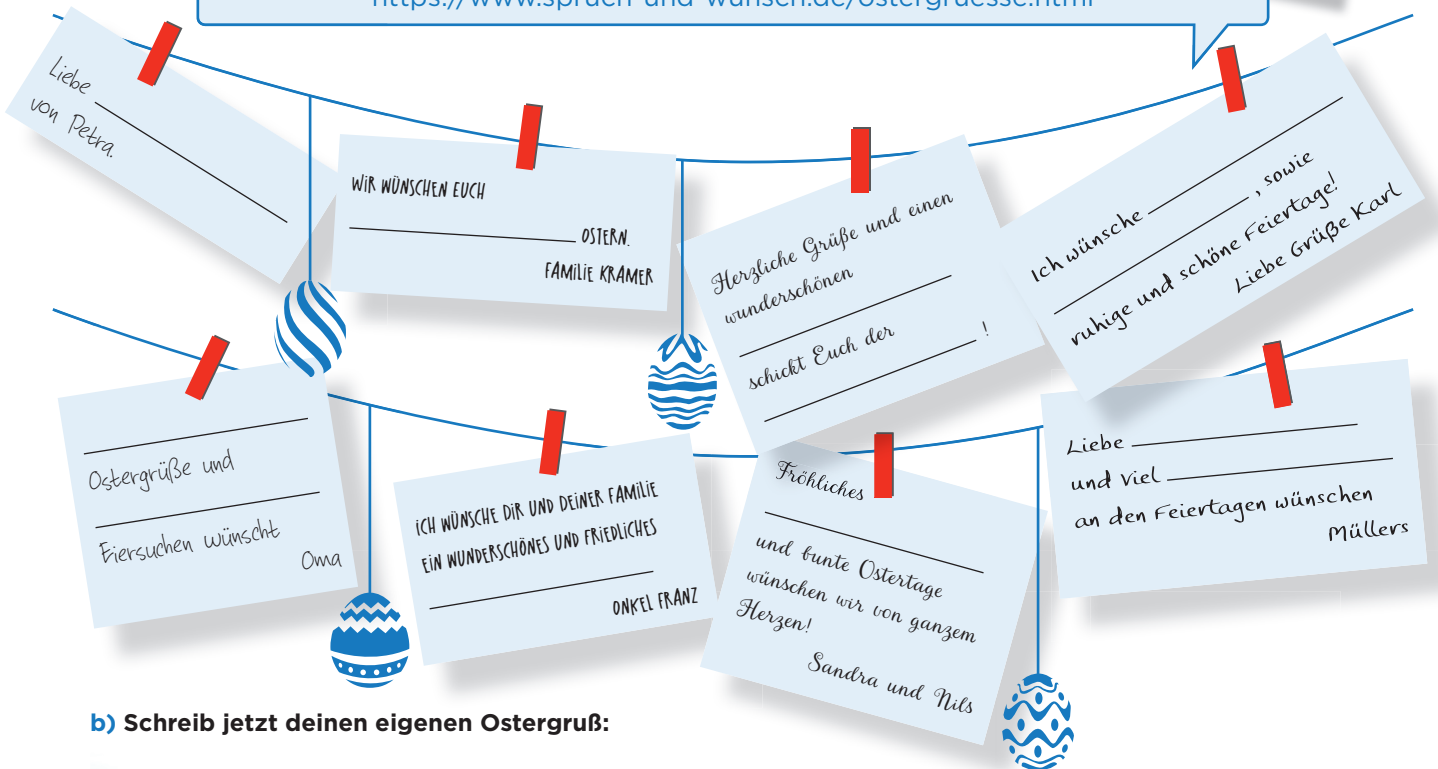 https://www.spruch-und-wunsch.de/ostergruesse.html
Liebe
von Petra.
WIR WÜNSCHEN EUCH
OSTERN.
FAMILIE KRAMER
Herzliche Grüße und einen
wunderschönen
schickt Euch der
!
Ich wünsche
, sowie
ruhige und schöne Feiertage!
Liebe Grüße Karl
Ostergrüße und
Eiersuchen wünscht
Oma
ICH WÜNSCHE DIR UND DEINER FAMILIE
EIN WUNDERSCHÖNES UND FRIEDLICHES
ONKEL FRANZ
Fröhliches
und bunte Ostertage
wünschen wir von ganzem
Herzen!
Sandra und Nils
Liebe
und viel
an den Feiertagen wünschen
Müllers
b) Schreib jetzt deinen eigenen Ostergruß: